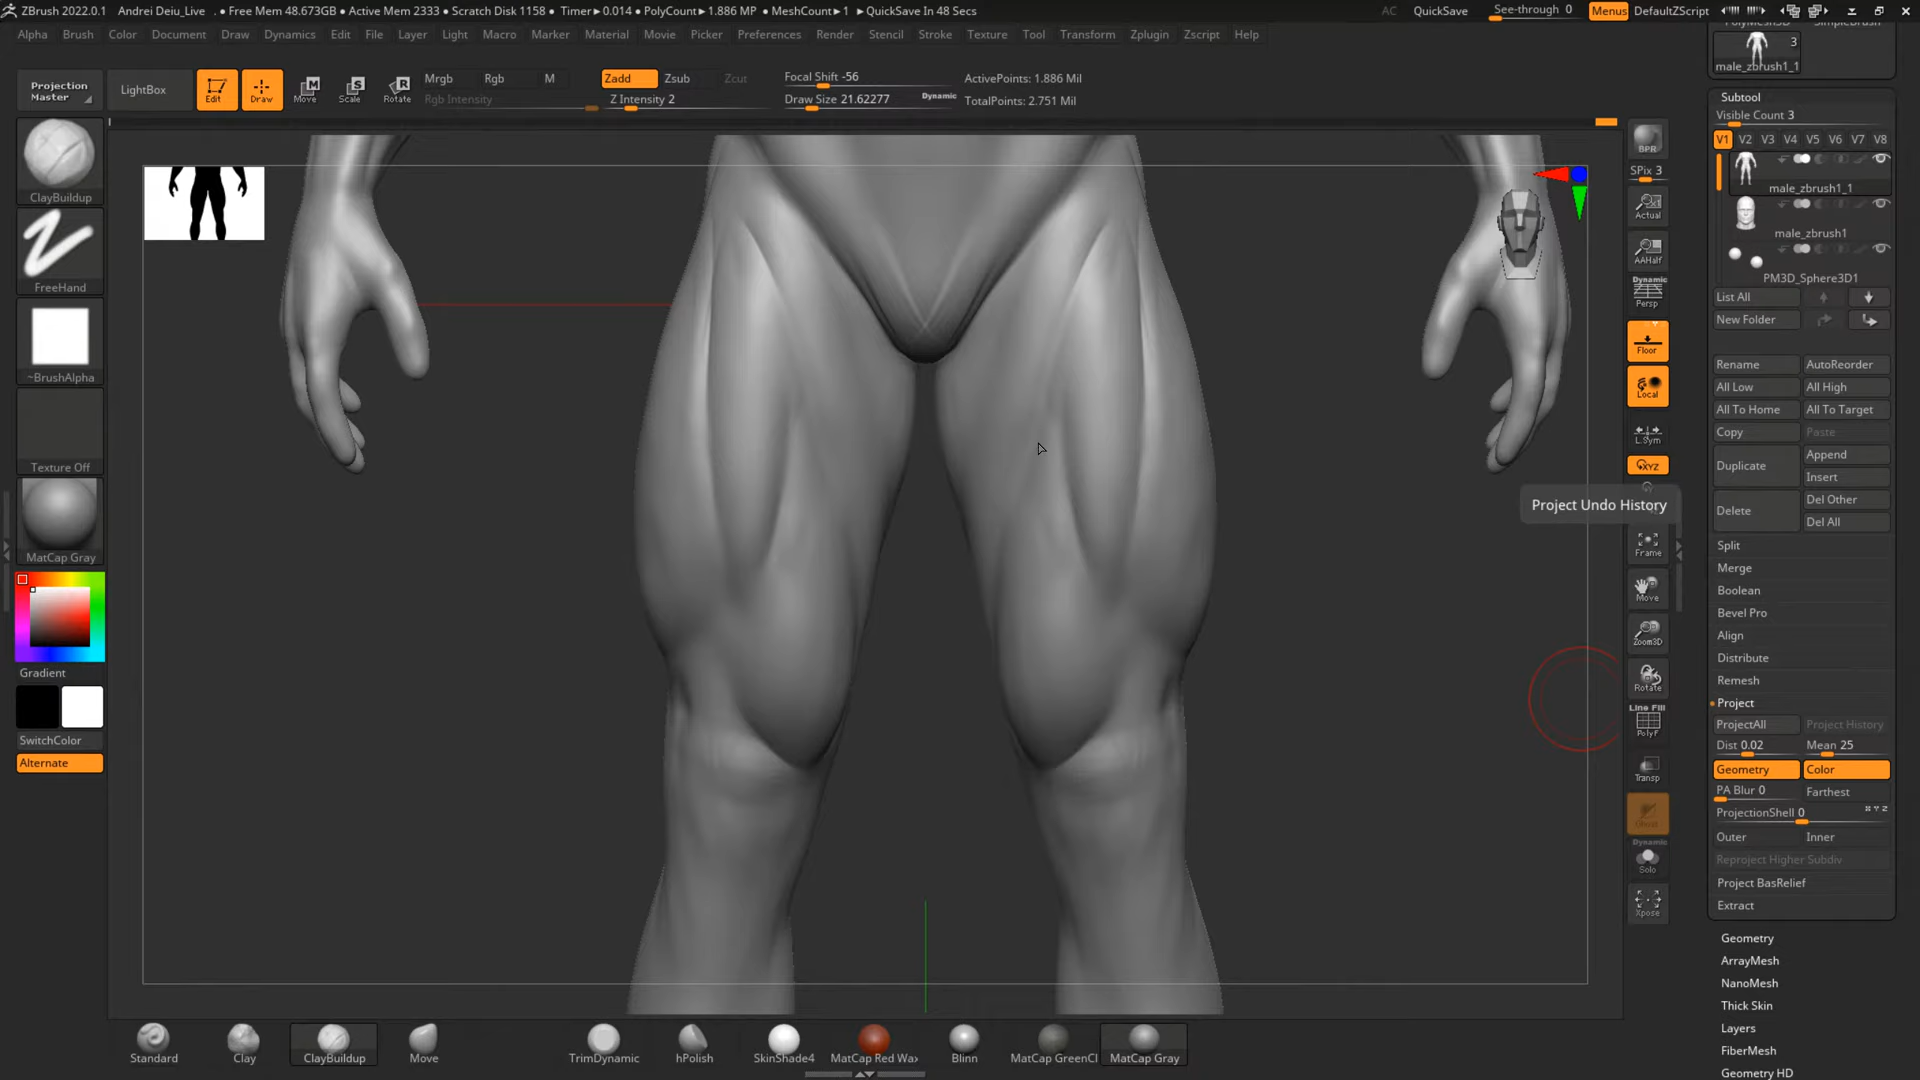 ZBrush 2022.0.1 Andrei Deiu_Live . • Free Mem 48.673GB • Active Mem 2333 • Scratch Disk 1158 • Timer▸0.014 • PolyCount▸1.886 MP • MeshCount▸1 ▸QuickSave In 48 Secs AC QuickSave See-through 0 Menus DefaultZScript
Alpha Brush Color Document Draw Dynamics Edit File Layer Light Macro Marker Material Movie Picker Preferences Render Stencil Stroke Texture Tool Transform Zplugin Zscript Help
Projection
Master
LightBox
Edit
Draw
Move
Scale
Rotate
Mrgb
Rgb
M
Rgb Intensity
Zadd
Zsub
Zcut
Z Intensity 2
Focal Shift -56
Draw Size 21.62277
Dynamic
ActivePoints: 1.886 Mil
TotalPoints: 2.751 Mil
ClayBuildup
FreeHand
~BrushAlpha
Texture Off
MatCap Gray
Gradient
SwitchColor
Alternate
BPR
SPix 3
Actual
AAHalf
Dynamic
Persp
Floor
Local
L.Sym
XYZ
Project Undo History
Frame
Move
Zoom3D
Rotate
Line Fill
PolyF
Transp
Ghost
Dynamic
Solo
Xpose
PolyMesh3D SimpleBrush
3
male_zbrush1_1
Subtool
Visible Count 3
V1 V2 V3 V4 V5 V6 V7 V8
male_zbrush1_1
male_zbrush1
PM3D_Sphere3D1
List All
New Folder
Rename AutoReorder
All Low All High
All To Home All To Target
Copy Paste
Duplicate Append
Insert
Delete Del Other
Del All
Split
Merge
Boolean
Bevel Pro
Align
Distribute
Remesh
Project
ProjectAll Project History
Dist 0.02 Mean 25
Geometry Color
PA Blur 0 Farthest
ProjectionShell 0 X Y Z
Outer Inner
Reproject Higher Subdiv
Project BasRelief
Extract
Geometry
ArrayMesh
NanoMesh
Thick Skin
Layers
FiberMesh
Geometry HD
Standard Clay ClayBuildup Move TrimDynamic hPolish SkinShade4 MatCap Red Wax Blinn MatCap GreenCl MatCap Gray